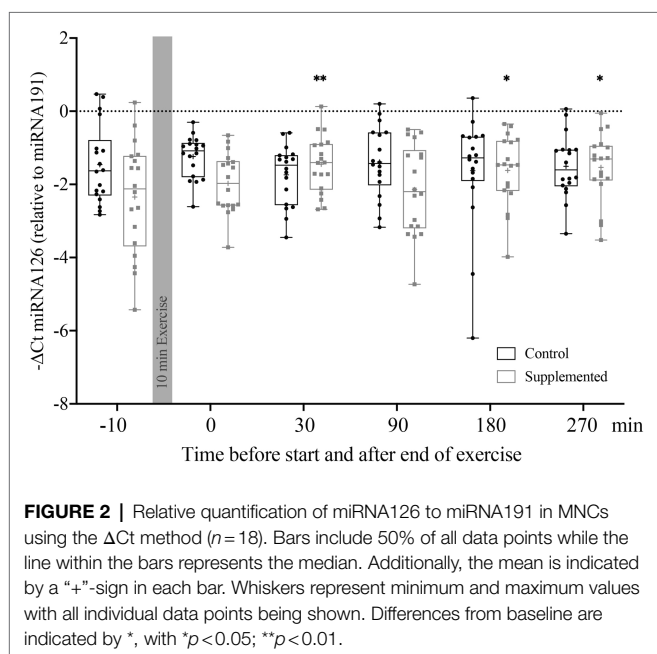 2
0
-2
-4
-6
-8
-ΔCt miRNA126 (relative to miRNA191)
**
*
*
10 min Exercise
Control
Supplemented
-10
0
30
90
180
270
min
Time before start and after end of exercise
FIGURE 2 | Relative quantification of miRNA126 to miRNA191 in MNCs
using the ΔCt method (n = 18). Bars include 50% of all data points while the
line within the bars represents the median. Additionally, the mean is indicated
by a “+”-sign in each bar. Whiskers represent minimum and maximum values
with all individual data points being shown. Differences from baseline are
indicated by *, with *p < 0.05; **p < 0.01.